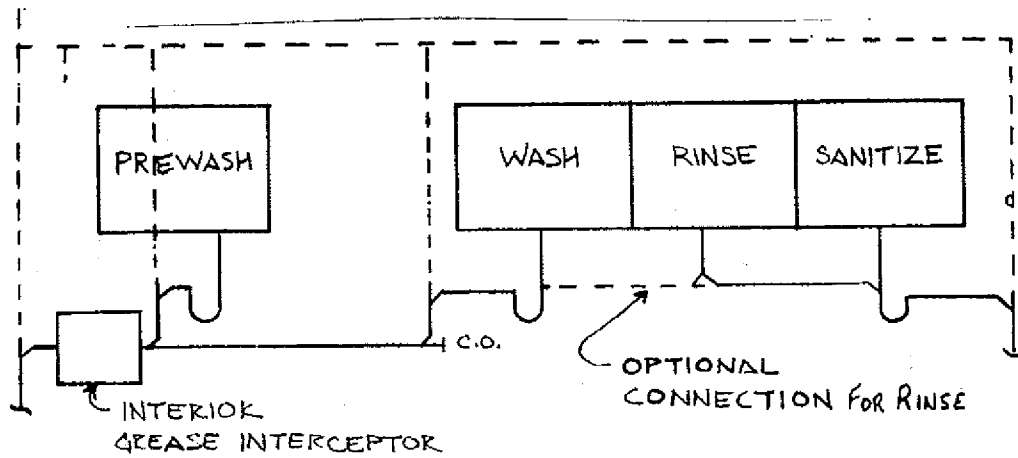 PREWASH
WASH
RINSE
SANITIZE
C.O.
OPTIONAL
CONNECTION FOR RINSE
INTERIOR
GREASE INTERCEPTOR